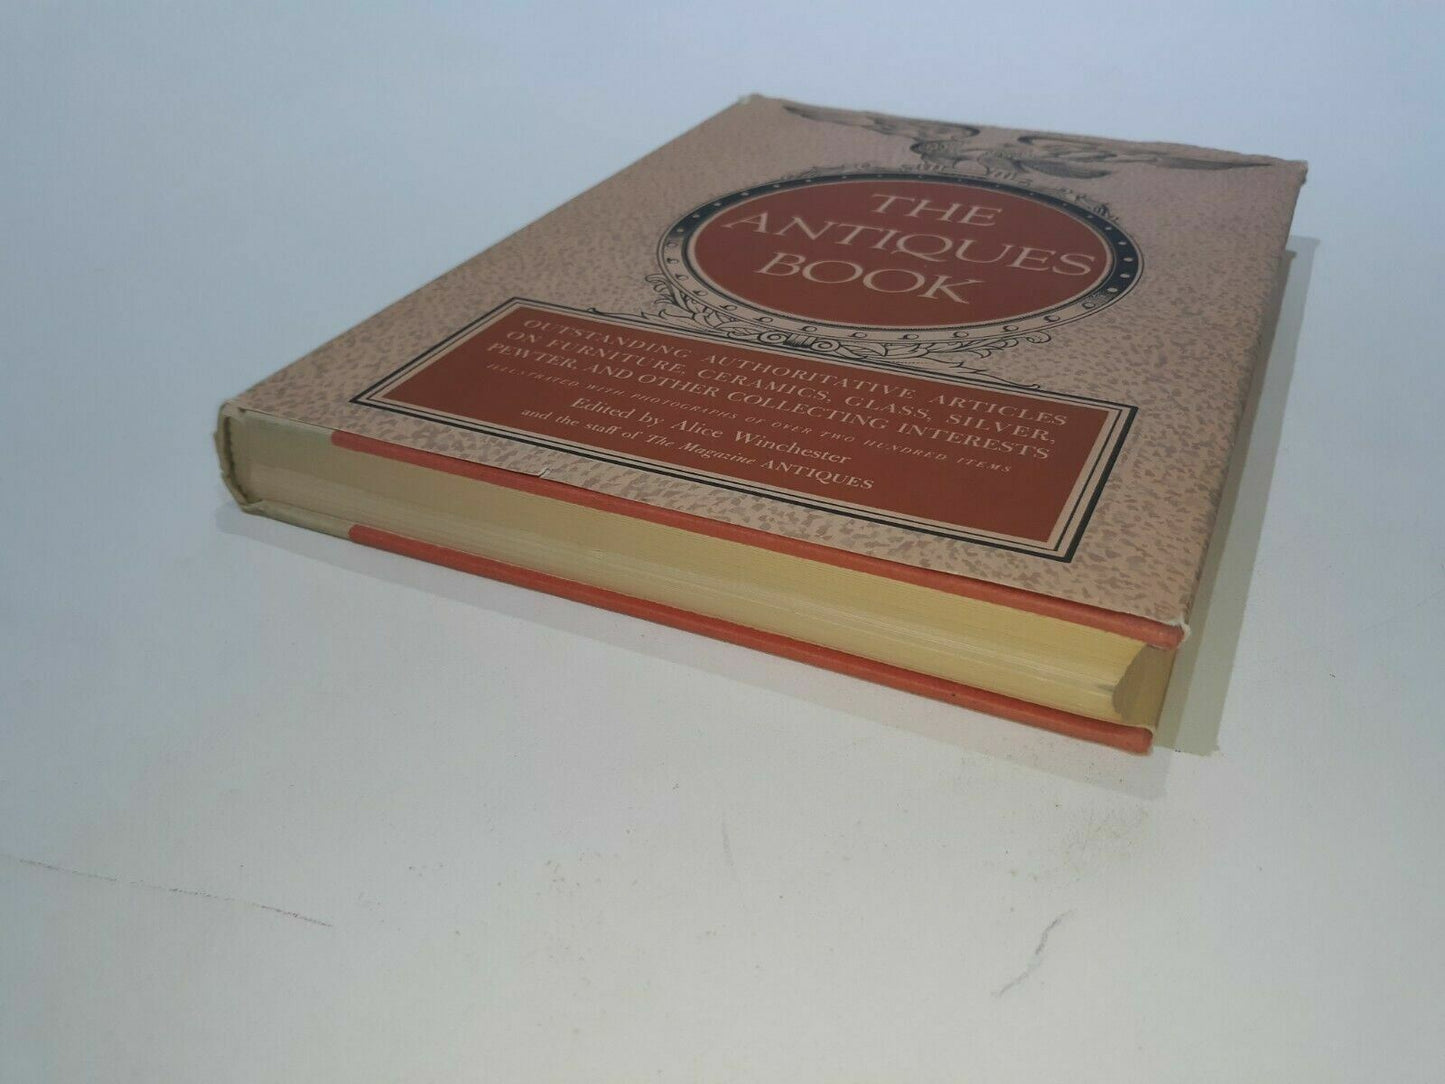 THE
ANTIQUES
BOOK
OUTSTANDING AUTHORITATIVE ARTICLES
ON FURNITURE, CERAMICS, GLASS, SILVER,
PEWTER, AND OTHER COLLECTING INTERESTS
ILLUSTRATED WITH PHOTOGRAPHS OF OVER TWO HUNDRED ITEMS
Edited by Alice Winchester
and the staff of The Magazine ANTIQUES